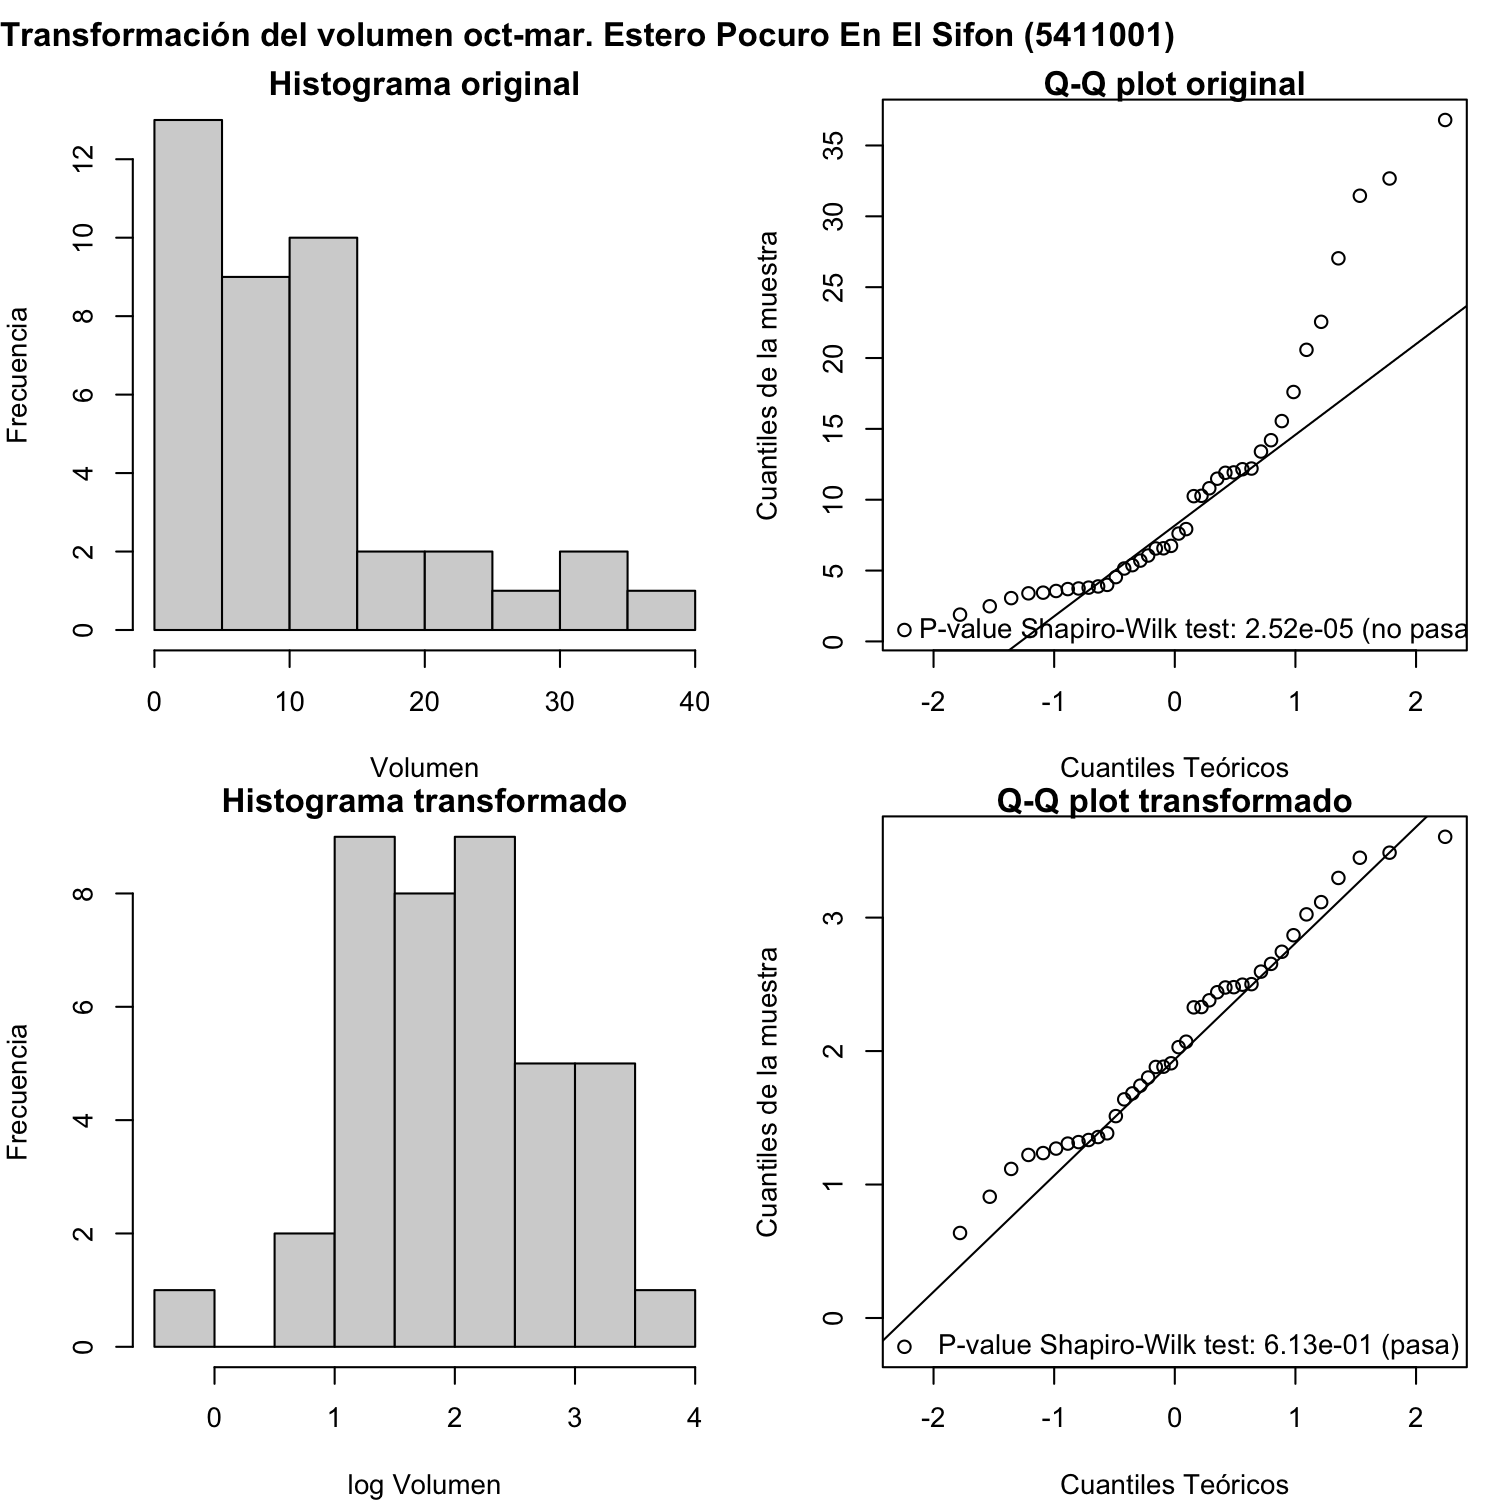 Transformación del volumen oct-mar. Estero Pocuro En El Sifon (5411001)
Histograma original
Frecuencia
0 2 4 6 8 10 12
0 10 20 30 40
Volumen
Q-Q plot original
Cuantiles de la muestra
0 5 10 15 20 25 30 35
P-value Shapiro-Wilk test: 2.52e-05 (no pasa
-2 -1 0 1 2
Cuantiles Teóricos
Histograma transformado
Frecuencia
0 2 4 6 8
0 1 2 3 4
log Volumen
Q-Q plot transformado
Cuantiles de la muestra
0 1 2 3
P-value Shapiro-Wilk test: 6.13e-01 (pasa)
-2 -1 0 1 2
Cuantiles Teóricos